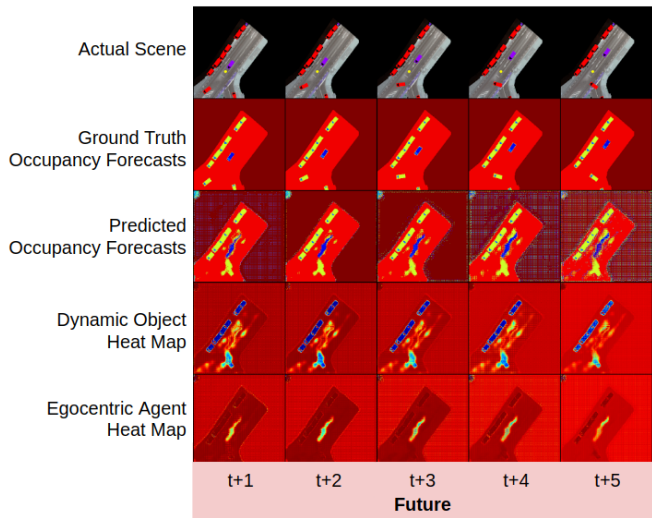 Actual Scene
Ground Truth
Occupancy Forecasts
Predicted
Occupancy Forecasts
Dynamic Object
Heat Map
Egocentric Agent
Heat Map
t+1 t+2 t+3 t+4 t+5
Future